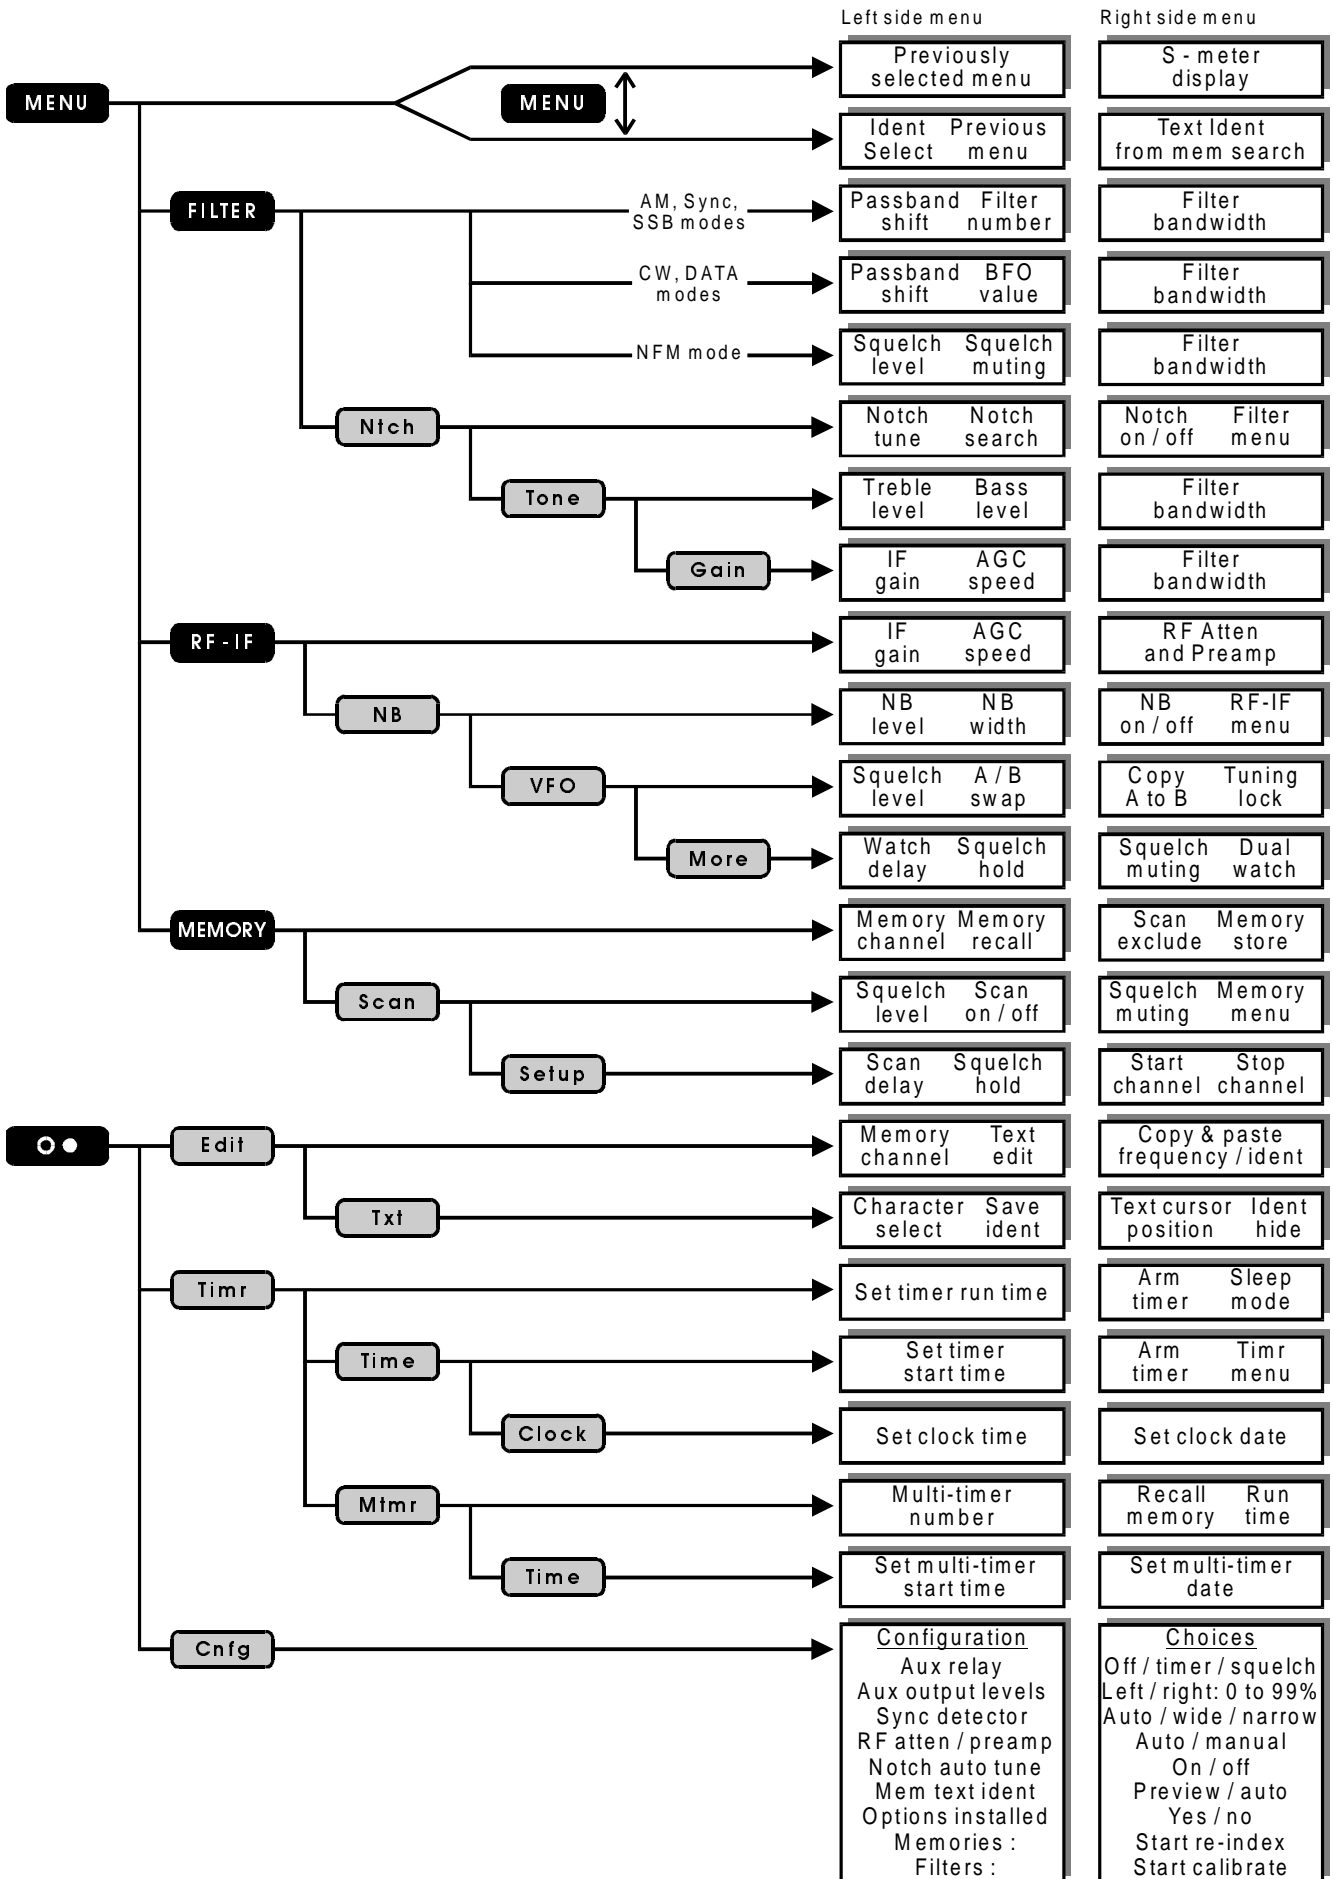 Left side menu Right side menu
Previously S - meter
selected menu display
MENU MENU
Ident Previous Text Ident
Select menu from mem search
FILTER AM, Sync, Passband Filter Filter
SSB modes shift number bandwidth
CW, DATA Passband BFO Filter
modes shift value bandwidth
NFM mode Squelch Squelch Filter
level muting bandwidth
Ntch Notch Notch Notch Filter
tune search on / off menu
Tone Treble Bass Filter
level level bandwidth
Gain IF AGC Filter
gain speed bandwidth
RF - IF IF AGC RF Atten
gain speed and Preamp
NB NB NB NB RF-IF
level width on / off menu
VFO Squelch A / B Copy Tuning
level swap A to B lock
More Watch Squelch Squelch Dual
delay hold muting watch
MEMORY Memory Memory Scan Memory
channel recall exclude store
Scan Squelch Scan Squelch Memory
level on / off muting menu
Setup Scan Squelch Start Stop
delay hold channel channel
Edit Memory Text Copy & paste
channel edit frequency / ident
Txt Character Save Text cursor Ident
select ident position hide
Timr Set timer run time Arm Sleep
timer mode
Time Set timer Arm Timr
start time timer menu
Clock Set clock time Set clock date
Mtmr Multi-timer Recall Run
number memory time
Time Set multi-timer Set multi-timer
start time date
Cnfg Configuration Choices
Aux relay Off / timer / squelch
Aux output levels Left / right: 0 to 99%
Sync detector Auto / wide / narrow
RF atten / preamp Auto / manual
Notch auto tune On / off
Mem text ident Preview / auto
Options installed Yes / no
Memories : Start re-index
Filters : Start calibrate